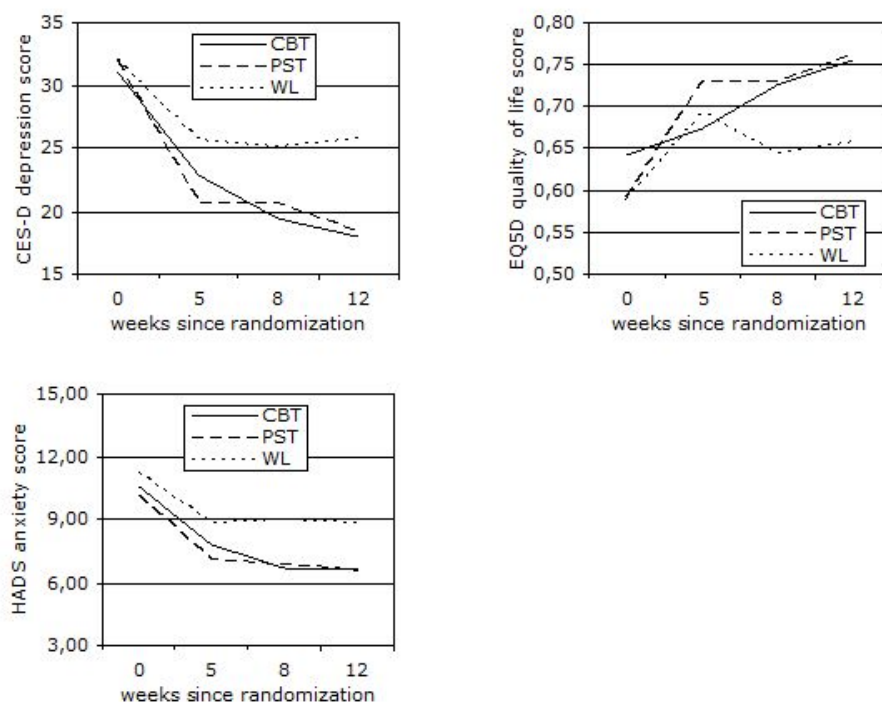 CES-D depression score
35
30
25
20
15
CBT
PST
WL
0 5 8 12
weeks since randomization
EQ5D quality of life score
0,80
0,75
0,70
0,65
0,60
0,55
0,50
CBT
PST
WL
0 5 8 12
weeks since randomization
HADS anxiety score
15,00
12,00
9,00
6,00
3,00
CBT
PST
WL
0 5 8 12
weeks since randomization